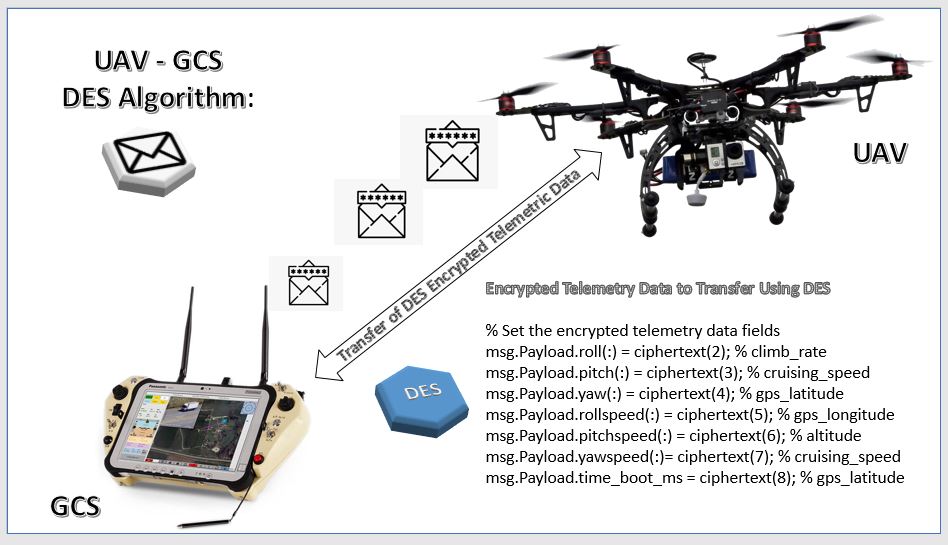 UAV - GCS
DES Algorithm:
UAV
******
******
******
Transfer of DES Encrypted Telemetric Data
Encrypted Telemetry Data to Transfer Using DES
% Set the encrypted telemetry data fields
msg.Payload.roll(:) = ciphertext(2); % climb_rate
msg.Payload.pitch(:) = ciphertext(3); % cruising_speed
msg.Payload.yaw(:) = ciphertext(4); % gps_latitude
msg.Payload.rollspeed(:) = ciphertext(5); % gps_longitude
msg.Payload.pitchspeed(:) = ciphertext(6); % altitude
msg.Payload.yawspeed(:)= ciphertext(7); % cruising_speed
msg.Payload.time_boot_ms = ciphertext(8); % gps_latitude
DES
Panasonic
GCS